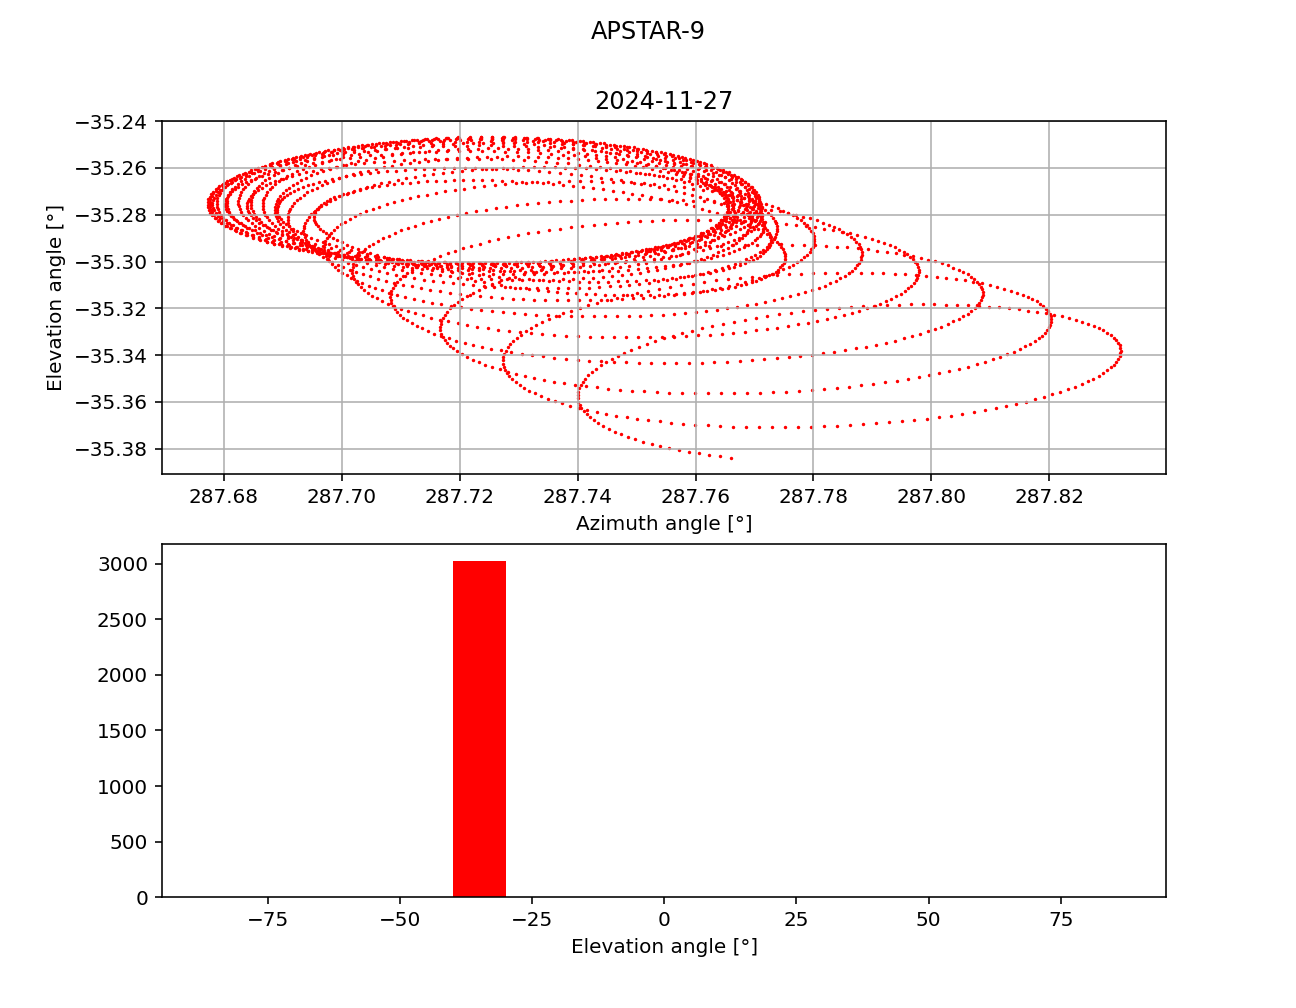 APSTAR-9
2024-11-27
−35.24
−35.26
−35.28
−35.30
−35.32
−35.34
−35.36
−35.38
Elevation angle [°]
287.68 287.70 287.72 287.74 287.76 287.78 287.80 287.82
Azimuth angle [°]
3000
2500
2000
1500
1000
500
0
−75 −50 −25 0 25 50 75
Elevation angle [°]